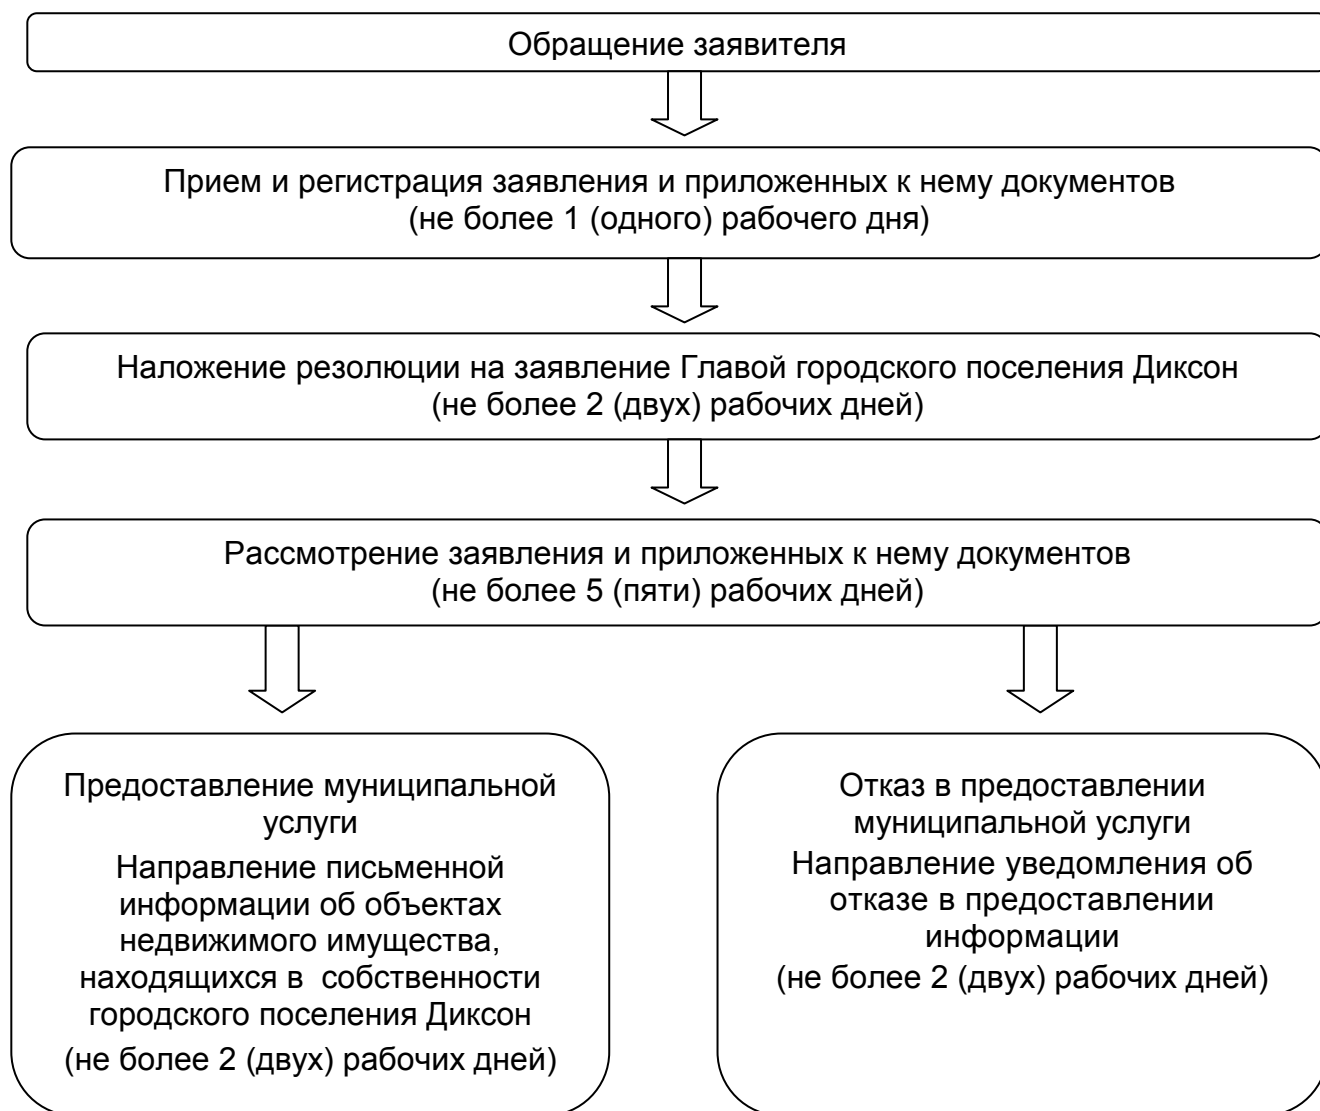 Обращение заявителя
Прием и регистрация заявления и приложенных к нему документов
(не более 1 (одного) рабочего дня)
Наложение резолюции на заявление Главой городского поселения Диксон
(не более 2 (двух) рабочих дней)
Рассмотрение заявления и приложенных к нему документов
(не более 5 (пяти) рабочих дней)
Предоставление муниципальной
услуги
Направление письменной
информации об объектах
недвижимого имущества,
находящихся в собственности
городского поселения Диксон
(не более 2 (двух) рабочих дней)
Отказ в предоставлении
муниципальной услуги
Направление уведомления об
отказе в предоставлении
информации
(не более 2 (двух) рабочих дней)